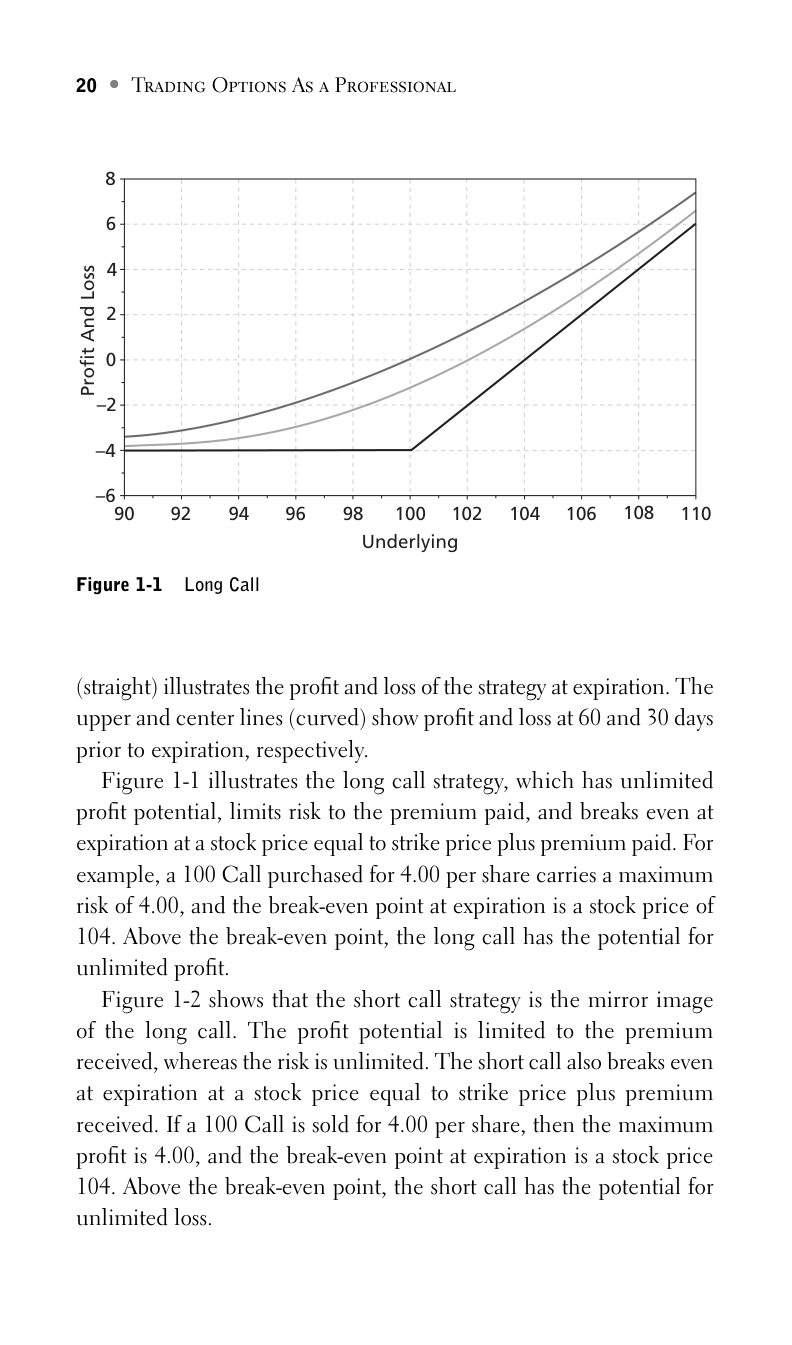 20 • Trading Options As a Professional
8
6
4
2
0
–2
–4
–6
Profit And Loss
90 92 94 96 98 100 102 104 106 108 110
Underlying
Figure 1-1 Long Call
(straight) illustrates the profit and loss of the strategy at expiration. The
upper and center lines (curved) show profit and loss at 60 and 30 days
prior to expiration, respectively.
Figure 1-1 illustrates the long call strategy, which has unlimited
profit potential, limits risk to the premium paid, and breaks even at
expiration at a stock price equal to strike price plus premium paid. For
example, a 100 Call purchased for 4.00 per share carries a maximum
risk of 4.00, and the break-even point at expiration is a stock price of
104. Above the break-even point, the long call has the potential for
unlimited profit.
Figure 1-2 shows that the short call strategy is the mirror image
of the long call. The profit potential is limited to the premium
received, whereas the risk is unlimited. The short call also breaks even
at expiration at a stock price equal to strike price plus premium
received. If a 100 Call is sold for 4.00 per share, then the maximum
profit is 4.00, and the break-even point at expiration is a stock price
104. Above the break-even point, the short call has the potential for
unlimited loss.